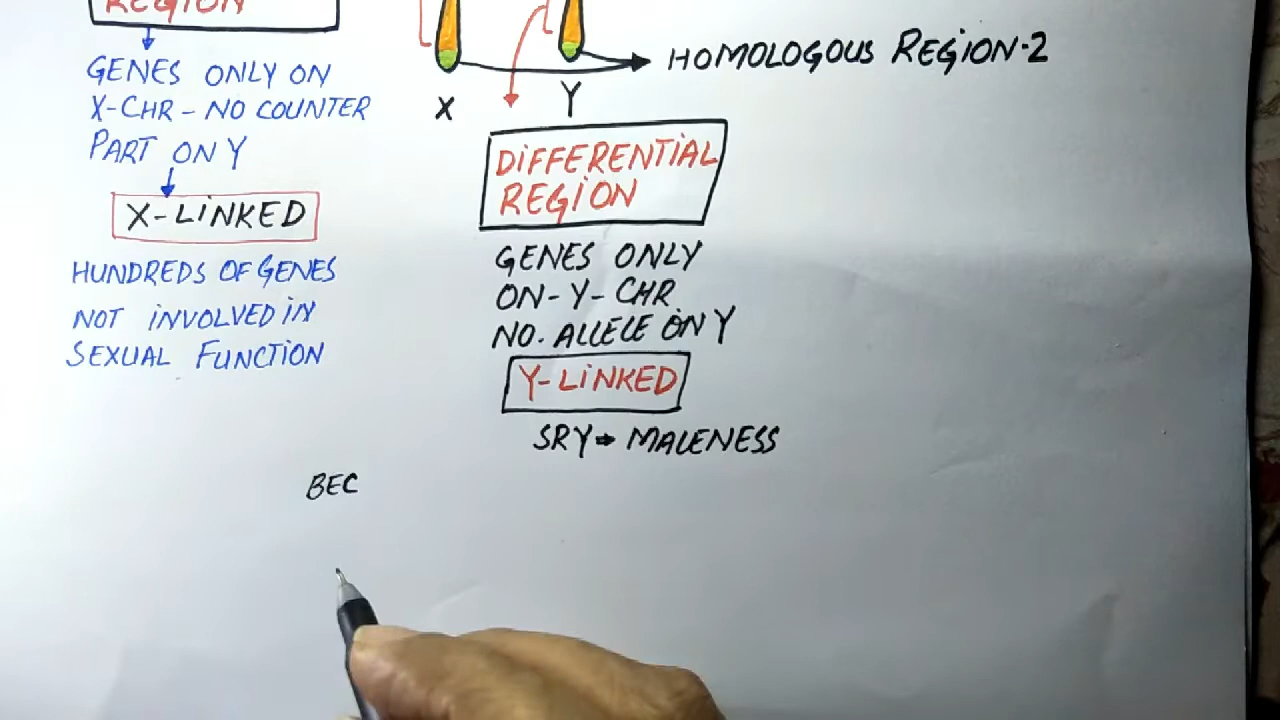 REGION
GENES ONLY ON
X-CHR - NO COUNTER
PART ON Y
X-LINKED
HUNDREDS OF GENES
NOT INVOLVED IN
SEXUAL FUNCTION
X
Y
HOMOLOGOUS REGION-2
DIFFERENTIAL
REGION
GENES ONLY
ON-Y-CHR
NO. ALLELE ON Y
Y-LINKED
SRY → MALENESS
BEC